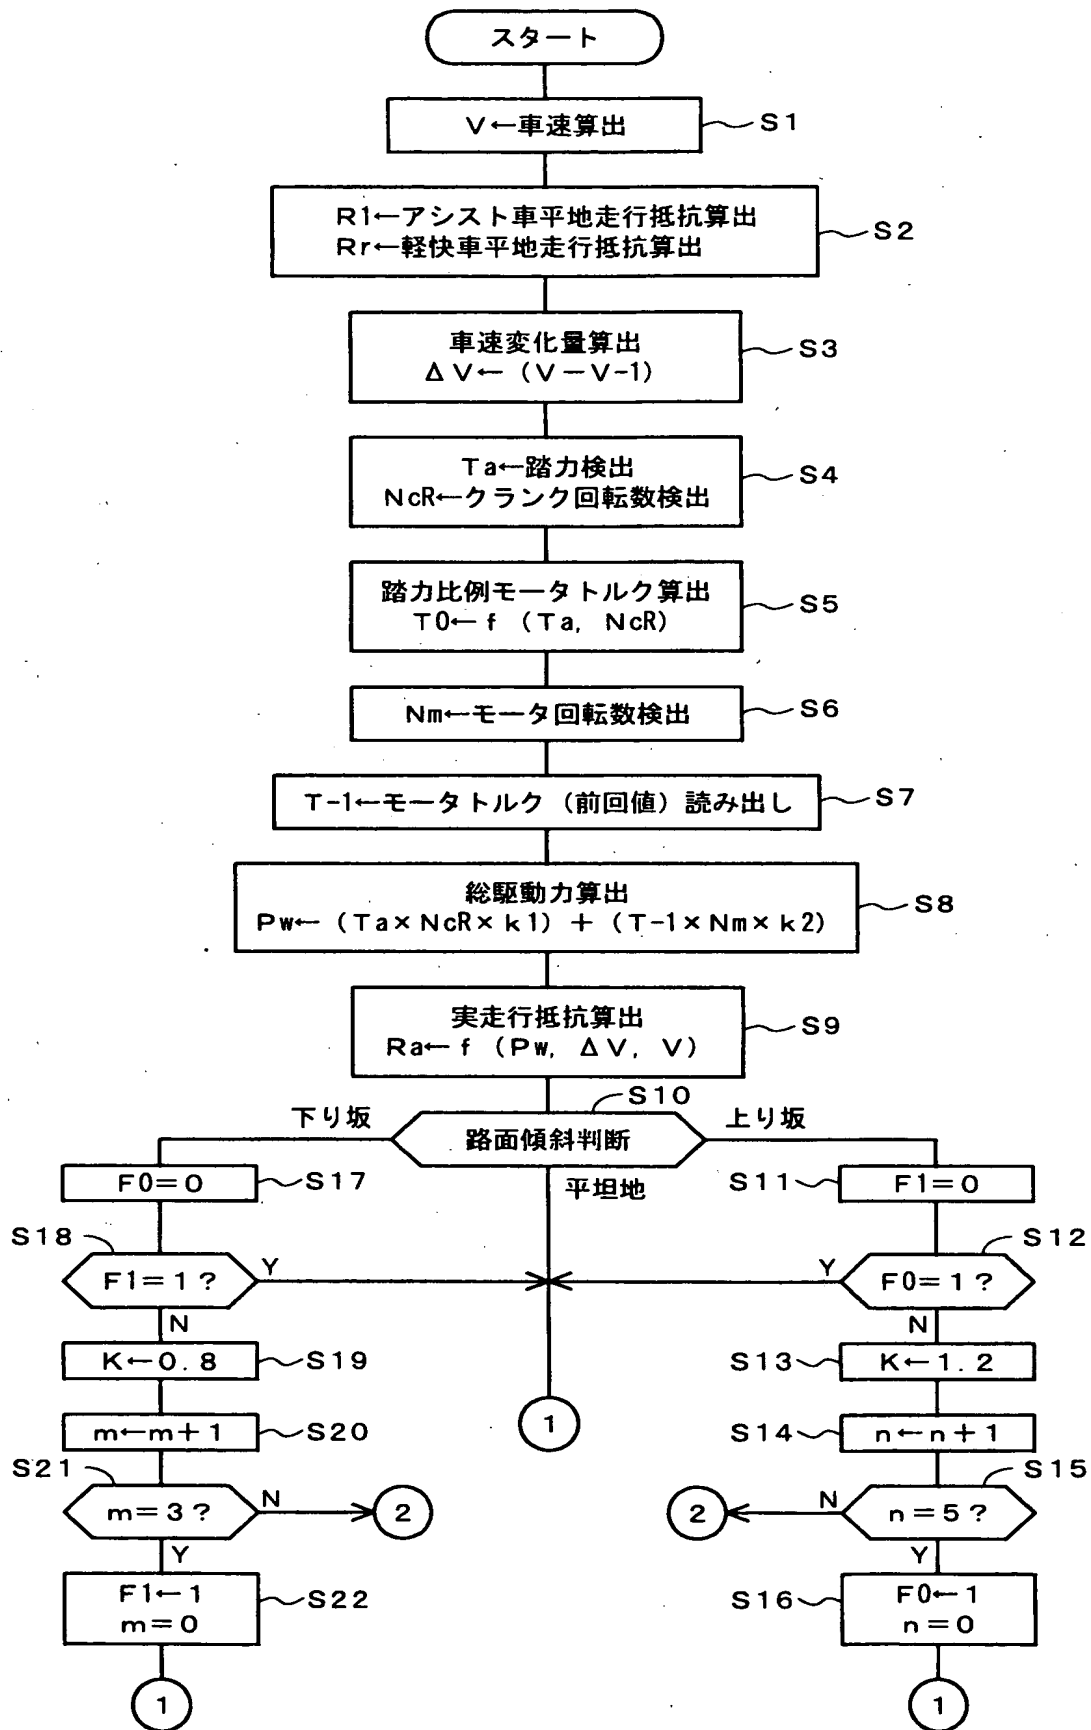 スタート
V←車速算出
S1
R1←アシスト車平地走行抵抗算出
Rr←軽快車平地走行抵抗算出
S2
車速変化量算出
ΔV←(V−V-1)
S3
Ta←踏力検出
NcR←クランク回転数検出
S4
踏力比例モータトルク算出
T0←f (Ta, NcR)
S5
Nm←モータ回転数検出
S6
T-1←モータトルク(前回値)読み出し
S7
総駆動力算出
Pw←(Ta×NcR×k1)+(T-1×Nm×k2)
S8
実走行抵抗算出
Ra←f (Pw, ΔV, V)
S9
S10
下り坂
路面傾斜判断
上り坂
平坦地
F0=0
S17
S11
F1=0
S18
F1=1?
Y
N
S12
F0=1?
Y
N
K←0.8
S19
S13
K←1.2
m←m+1
S20
1
S14
n←n+1
S21
m=3?
N
2
Y
2
N
n=5?
S15
Y
F1←1
m=0
S22
S16
F0←1
n=0
1
1